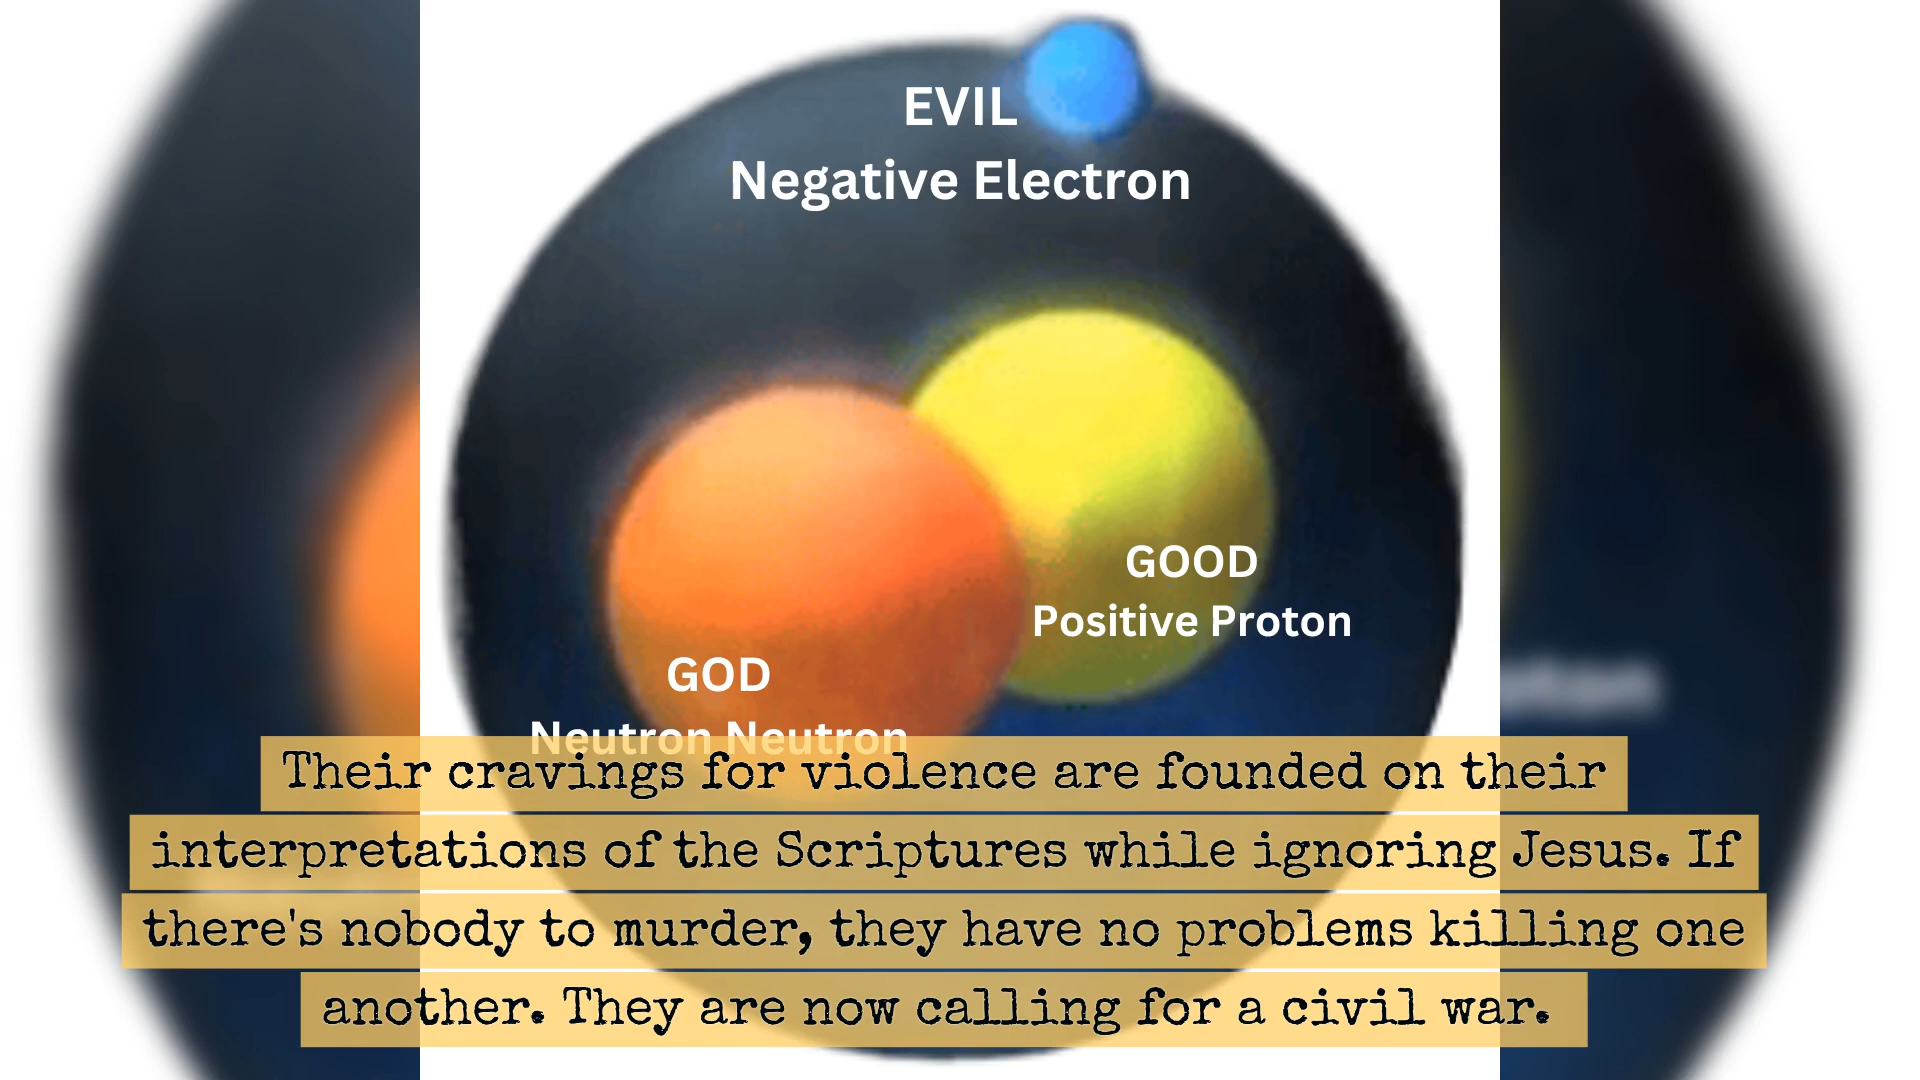 EVIL
Negative Electron
GOOD
Positive Proton
GOD
Neutron Neutron
Their cravings for violence are founded on their
interpretations of the Scriptures while ignoring Jesus. If
there's nobody to murder, they have no problems killing one
another. They are now calling for a civil war.